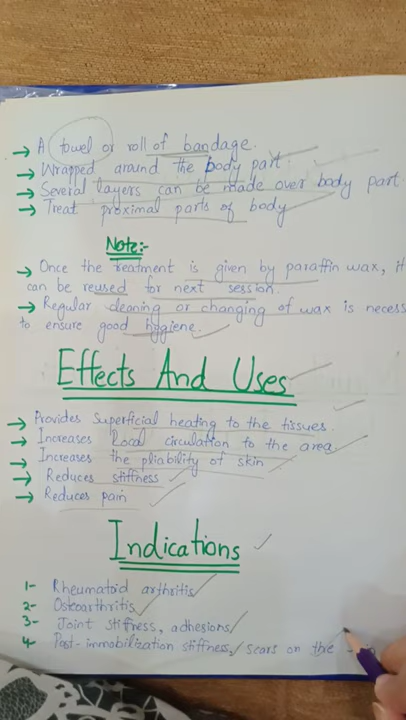 → A towel or roll of bandage.
→ Wrapped around the body part
→ Several layers can be made over body part.
→ Treat proximal parts of body
Note:-
→ Once the treatment is given by paraffin wax, it
can be reused for next session.
→ Regular cleaning or changing of wax is necess
to ensure good hygiene.
Effects And Uses
→ Provides superficial heating to the tissues.
→ Increases local circulation to the area
→ Increases the pliability of skin
→ Reduces stiffness
→ Reduces pain
Indications
1- Rheumatoid arthritis
2- Osteoarthritis
3- Joint stiffness, adhesions
4- Post-immobilization stiffness, scars on the